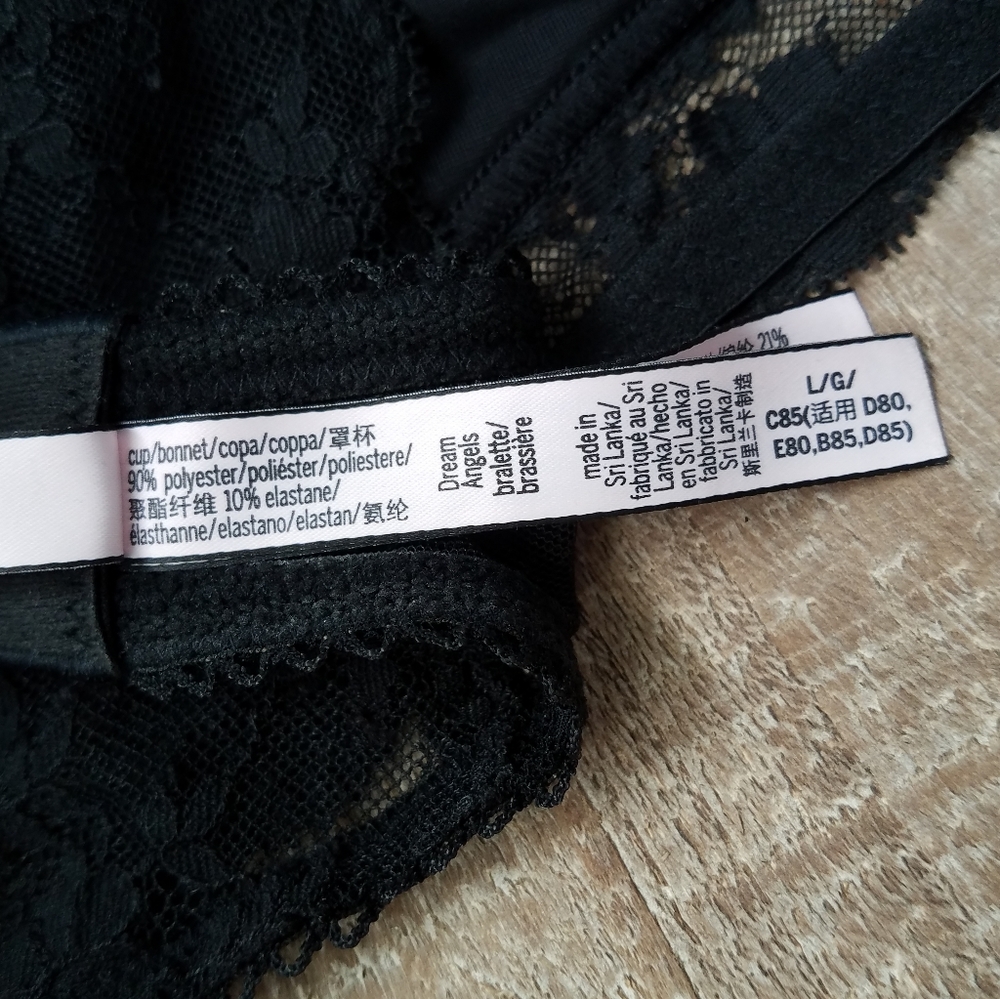 cup/bonnet/copa/coppa/罩杯
90% polyester/poliéster/poliestere/
聚酯纤维 10% elastane/
élasthanne/elastano/elastan/氨纶
Dream
Angels
bralette/
brassière
made in
Sri Lanka/
fabriqué au Sri
Lanka/hecho
en Sri Lanka/
fabbricato in
Sri Lanka/
斯里兰卡制造
L/G/
C85(适用 D80,
E80,B85,D85)
21%